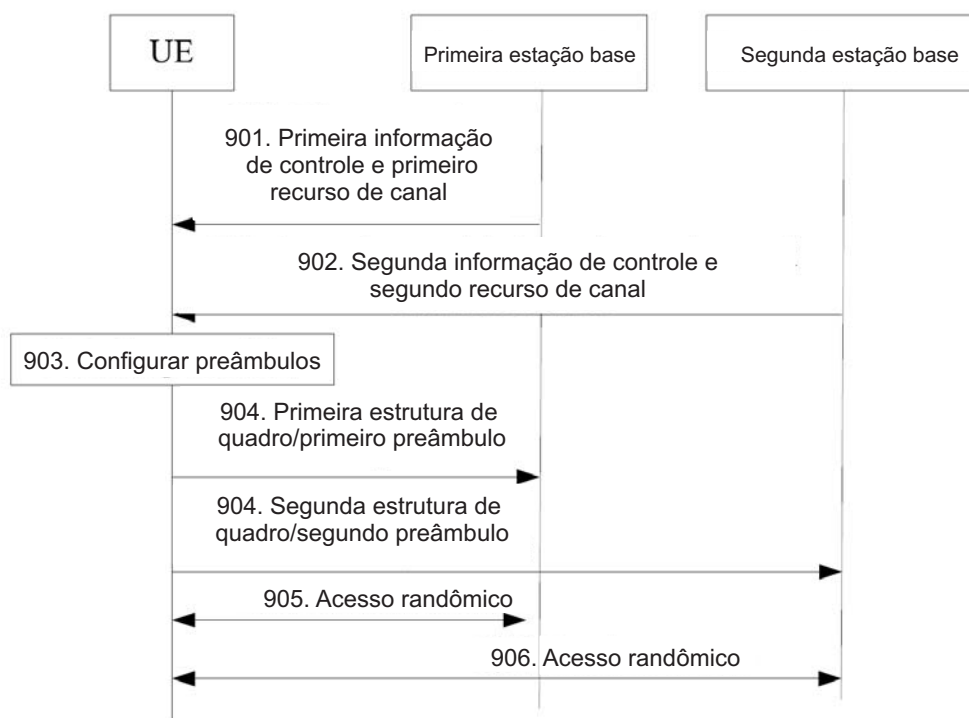 UE
Primeira estação base
Segunda estação base
901. Primeira informação
de controle e primeiro
recurso de canal
902. Segunda informação de controle e
segundo recurso de canal
903. Configurar preâmbulos
904. Primeira estrutura de
quadro/primeiro preâmbulo
904. Segunda estrutura de
quadro/segundo preâmbulo
905. Acesso randômico
906. Acesso randômico